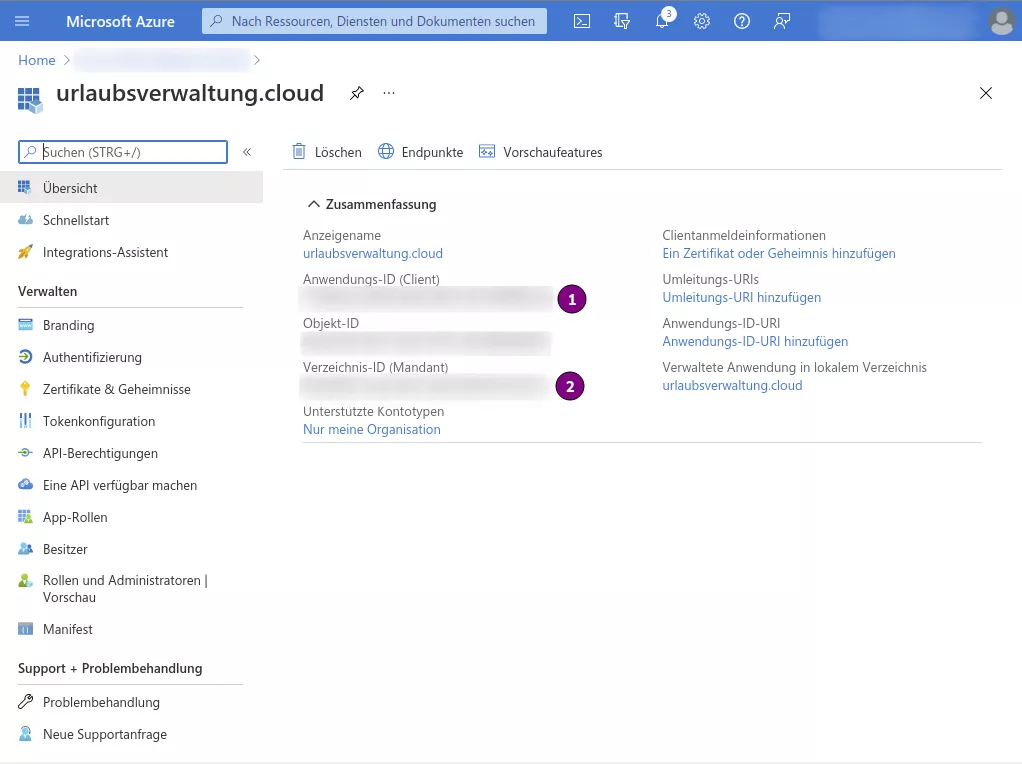 Microsoft Azure
Nach Ressourcen, Diensten und Dokumenten suchen
3
Home
urlaubsverwaltung.cloud
Suchen (STRG+/)
Übersicht
Schnellstart
Integrations-Assistent
Verwalten
Branding
Authentifizierung
Zertifikate & Geheimnisse
Tokenkonfiguration
API-Berechtigungen
Eine API verfügbar machen
App-Rollen
Besitzer
Rollen und Administratoren |
Vorschau
Manifest
Support + Problembehandlung
Problembehandlung
Neue Supportanfrage
Löschen
Endpunkte
Vorschaufeatures
Zusammenfassung
Anzeigename
urlaubsverwaltung.cloud
Anwendungs-ID (Client)
1
Objekt-ID
Verzeichnis-ID (Mandant)
2
Unterstützte Kontotypen
Nur meine Organisation
Clientanmeldeinformationen
Ein Zertifikat oder Geheimnis hinzufügen
Umleitungs-URIs
Umleitungs-URI hinzufügen
Anwendungs-ID-URI
Anwendungs-ID-URI hinzufügen
Verwaltete Anwendung in lokalem Verzeichnis
urlaubsverwaltung.cloud